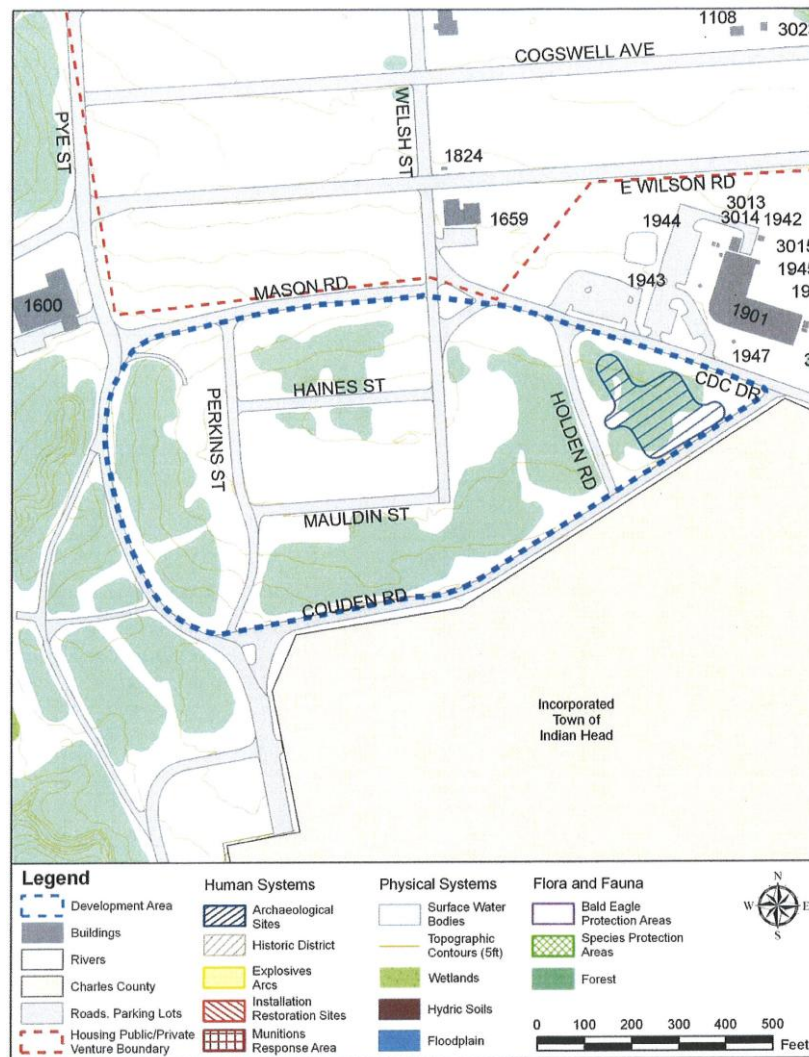 1108
3023
COGSWELL AVE
PYE ST
WELSH ST
1824
E WILSON RD
3013
1659
1944
3014 1942
3015
1945
1943
19
MASON RD
1600
1901
1947
3
CDC DR
HAINES ST
PERKINS ST
HOLDEN RD
MAULDIN ST
COUDEN RD
Incorporated
Town of
Indian Head
Legend
Development Area
Buildings
Rivers
Charles County
Roads. Parking Lots
Housing Public/Private
Venture Boundary
Human Systems
Archaeological
Sites
Historic District
Explosives
Arcs
Installation
Restoration Sites
Munitions
Response Area
Physical Systems
Surface Water
Bodies
Topographic
Contours (5ft)
Wetlands
Hydric Soils
Floodplain
Flora and Fauna
Bald Eagle
Protection Areas
Species Protection
Areas
Forest
N
W E
S
0 100 200 300 400 500
Feet